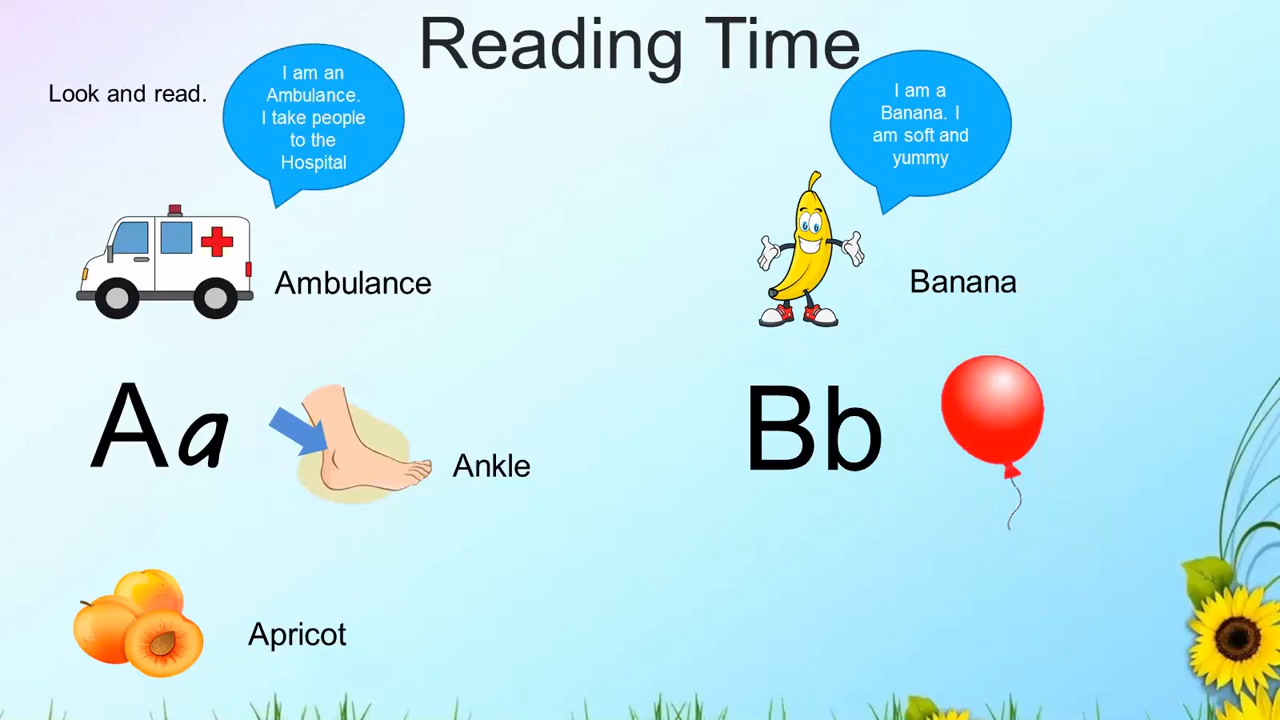 Reading Time
Look and read.
I am an
Ambulance.
I take people
to the
Hospital
I am a
Banana. I
am soft and
yummy
Ambulance
Banana
Aa
Ankle
Bb
Apricot